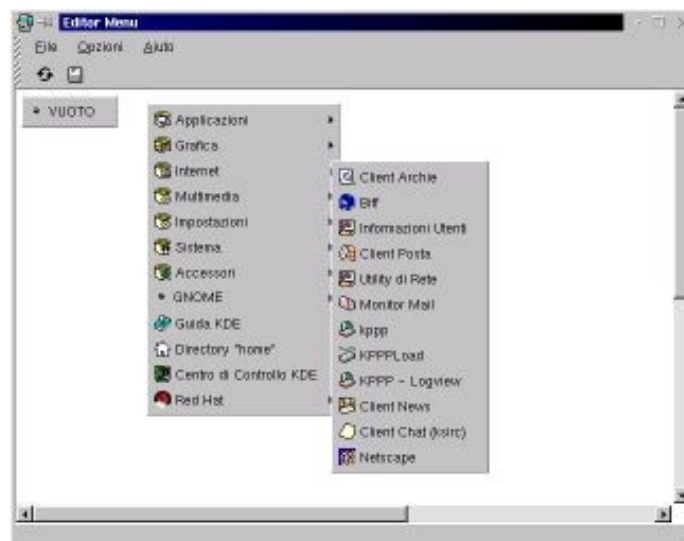 Editor Menu
File Opzioni Aiuto
VUOTO
Applicazioni
Grafica
Internet
Multimedia
Impostazioni
Sistema
Accessori
GNOME
Guida KDE
Directory "home"
Centro di Controllo KDE
Red Hat
Client Archie
Biff
Informazioni Utenti
Client Posta
Utility di Rete
Monitor Mail
kppp
KPPPLoad
KPPP - Logview
Client News
Client Chat (ksirc)
Netscape